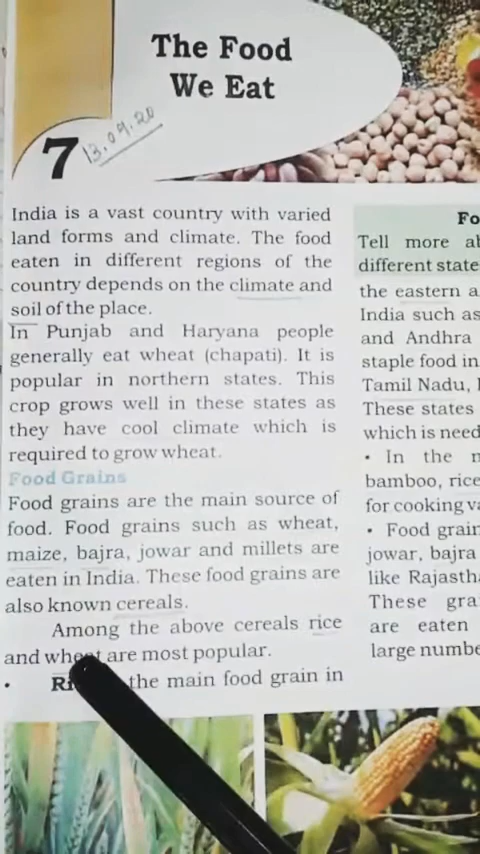 The Food
We Eat
7
13.09.20
India is a vast country with varied
land forms and climate. The food
eaten in different regions of the
country depends on the climate and
soil of the place.
In Punjab and Haryana people
generally eat wheat (chapati). It is
popular in northern states. This
crop grows well in these states as
they have cool climate which is
required to grow wheat.
Food Grains
Food grains are the main source of
food. Food grains such as wheat,
maize, bajra, jowar and millets are
eaten in India. These food grains are
also known cereals.
Among the above cereals rice
and wheat are most popular.
• the main food grain in
Fo
Tell more
different state
the eastern a
India such as
and Andhra
staple food in
Tamil Nadu,
These states
which is need
• In the
bamboo, rice
for cooking
• Food grain
jowar, bajra
like
These
are eaten
large